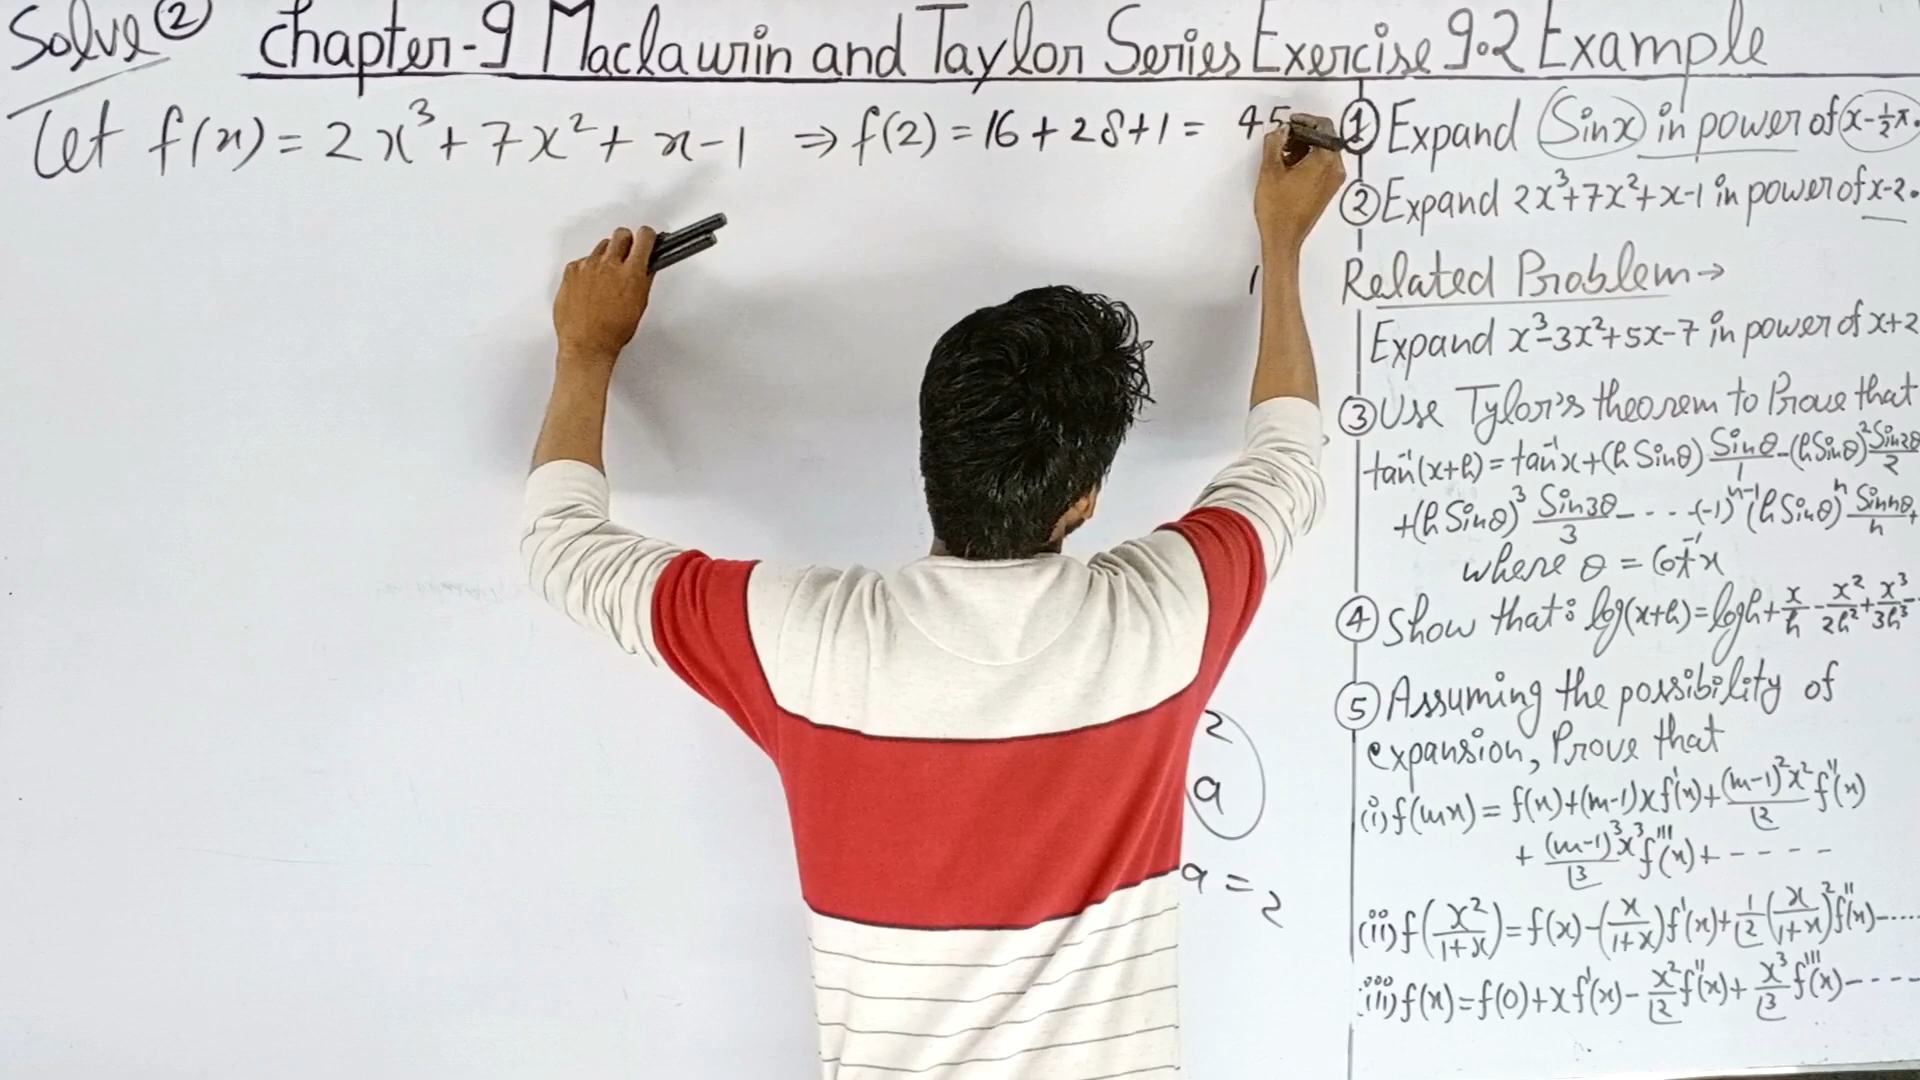 Solve ② Chapter-9 Maclaurin and Taylor Series Exercise 9.2 Example
Let f(x) = 2x³ + 7x² + x - 1 ⇒ f(2) = 16 + 28 + 1 = 45
① Expand Sinx in power of x-½π.
② Expand 2x³+7x²+x-1 in power of x-2.
Related Problem →
Expand x³-3x²+5x-7 in power of x+2
③ Use Tylor's theorem to Prove that
tan⁻¹(x+h) = tan⁻¹x + (h Sinθ) Sinθ/1 - (h Sinθ)² Sin2θ/2
+ (h Sinθ)³ Sin3θ/3 - ... (-1)ⁿ⁻¹ (h Sinθ)ⁿ Sinnθ/n +
where θ = Cot⁻¹x
④ Show that: log(x+h) = logh + x/h - x²/2h² + x³/3h³ -
⑤ Assuming the possibility of
expansion, Prove that
(i) f(mx) = f(x) + (m-1)xf'(x) + (m-1)²x²/|2 f''(x)
+ (m-1)³x³/|3 f'''(x) + - - - -
(ii) f(x²/1+x) = f(x) - (x/1+x)f'(x) + 1/|2 (x/1+x)² f''(x) - ....
(iii) f(x) = f(0) + xf'(x) - x²/|2 f''(x) + x³/|3 f'''(x) - - - - -
2
a
a = 2